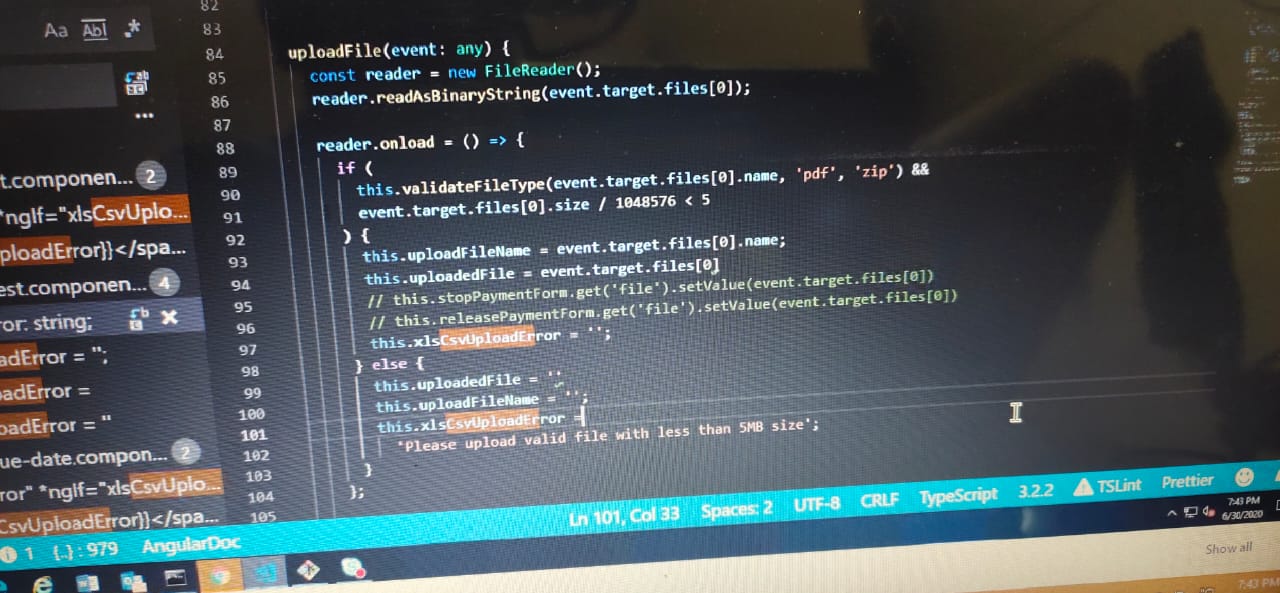 82
Aa Abl .*
83
84 uploadFile(event: any) {
85 const reader = new FileReader();
86 reader.readAsBinaryString(event.target.files[0]);
87
88 reader.onload = () => {
89 if (
90 this.validateFileType(event.target.files[0].name, 'pdf', 'zip') &&
91 event.target.files[0].size / 1048576 < 5
92 ) {
93 this.uploadFileName = event.target.files[0].name;
94 this.uploadedFile = event.target.files[0]
95 // this.stopPaymentForm.get('file').setValue(event.target.files[0])
96 // this.releasePaymentForm.get('file').setValue(event.target.files[0])
97 this.xlsCsvUploadError = '';
98 } else {
99 this.uploadedFile = ''
100 this.uploadFileName = '';
101 this.xlsCsvUploadError =
102 'Please upload valid file with less than 5MB size';
103 }
104 };
105
t.componen... 2
*ngIf="xlsCsvUplo...
ploadError}}</spa...
est.componen... 4
ror: string;
adError = '';
oadError =
oadError = ''
ue-date.compon... 2
ror" *ngIf="xlsCsvUplo...
CsvUploadError}}</spa...
1 {..} : 979 AngularDoc
Ln 101, Col 33 Spaces: 2 UTF-8 CRLF TypeScript 3.2.2 TSLint Prettier
7:43 PM
6/30/2020
Show all
7:43 PM